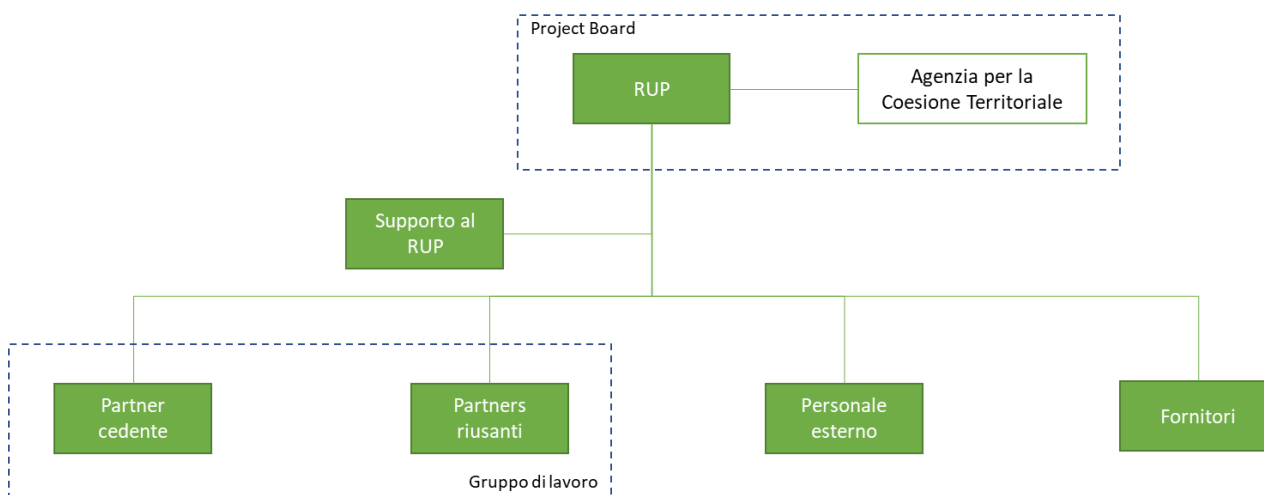 Project Board
RUP
Agenzia per la
Coesione Territoriale
Supporto al
RUP
Partner
cedente
Partners
riusanti
Personale
esterno
Fornitori
Gruppo di lavoro